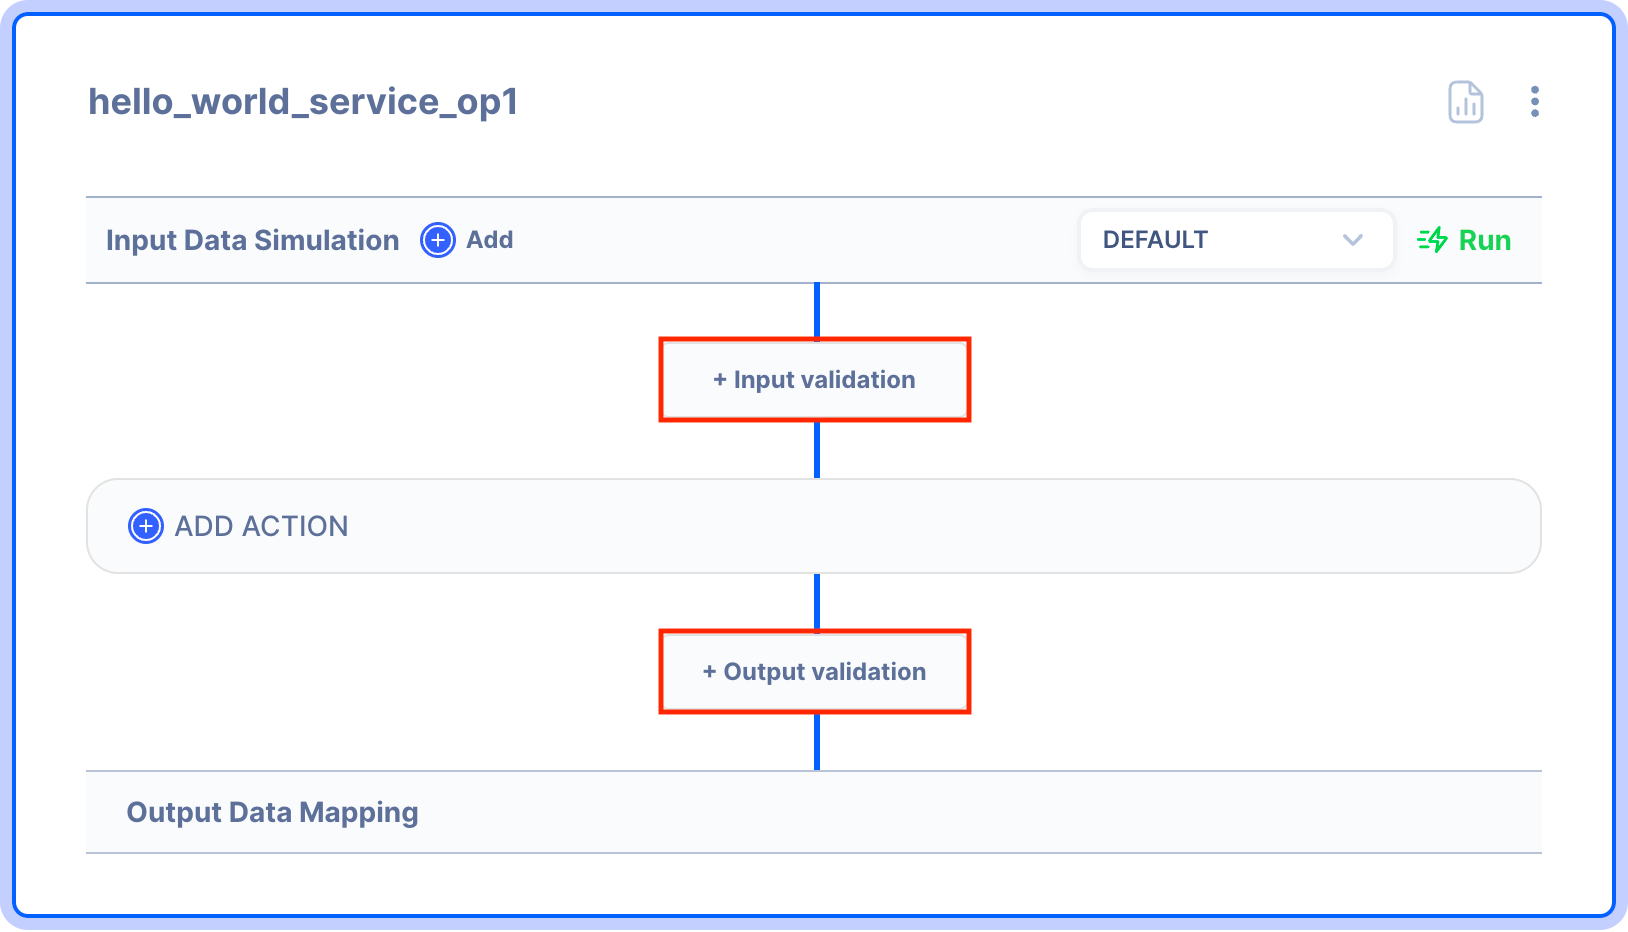 hello_world_service_op1
Input Data Simulation Add DEFAULT Run
+ Input validation
ADD ACTION
+ Output validation
Output Data Mapping